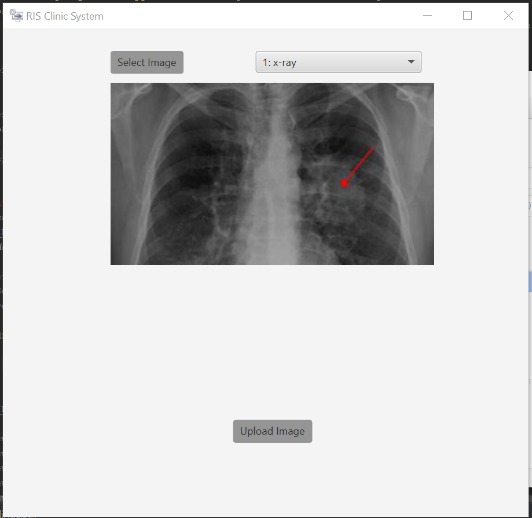 RIS Clinic System
Select Image
1: x-ray
Upload Image